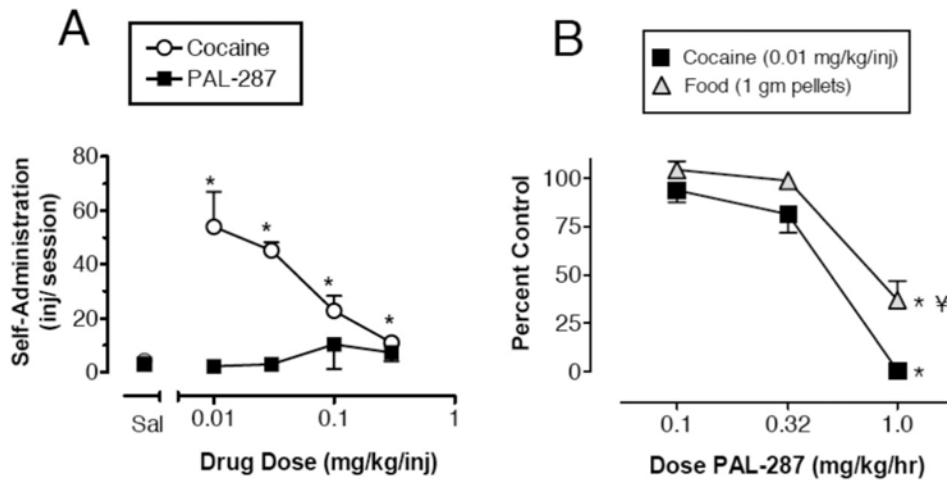 A
Cocaine
PAL-287
Self-Administration
(inj/ session)
80
60
40
20
0
*
*
*
*
Sal
0.01
0.1
1
Drug Dose (mg/kg/inj)
B
Cocaine (0.01 mg/kg/inj)
Food (1 gm pellets)
Percent Control
100
75
50
25
0
* ¥
*
0.1
0.32
1.0
Dose PAL-287 (mg/kg/hr)